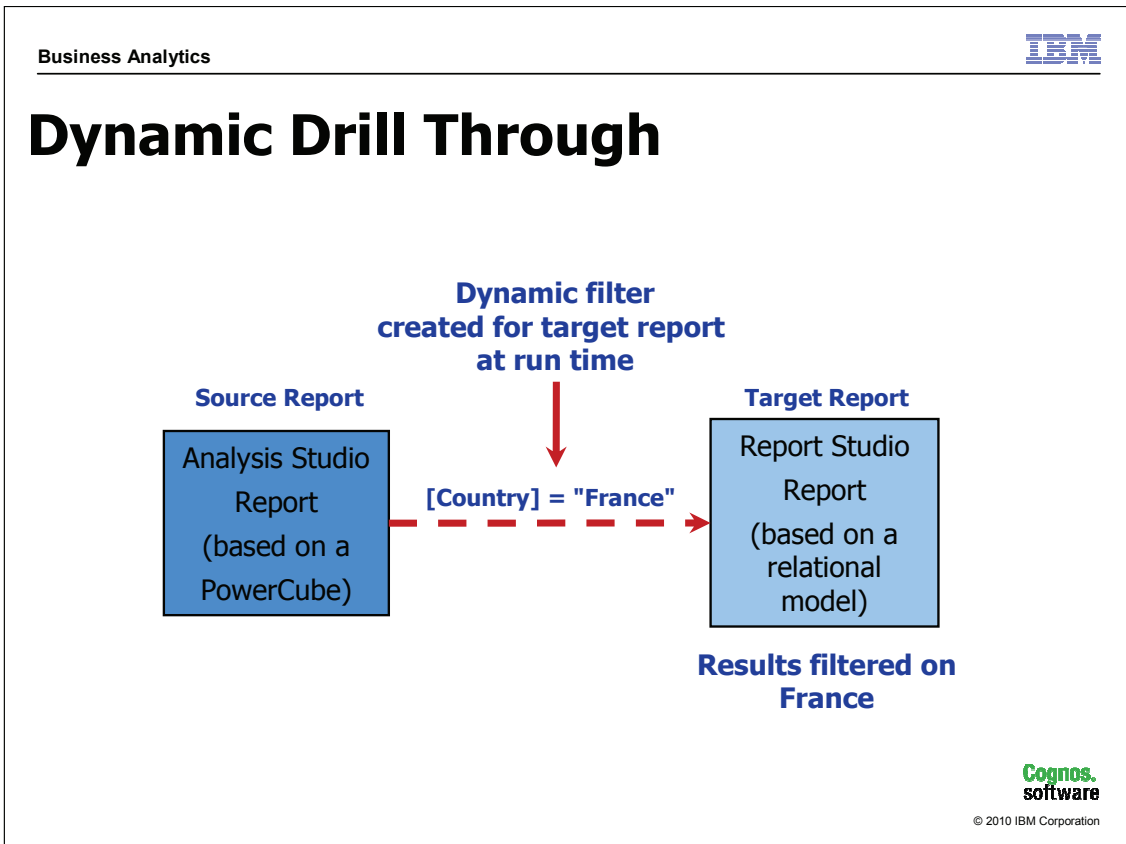 Business Analytics
IBM
Dynamic Drill Through
Dynamic filter
created for target report
at run time
Source Report
Target Report
Analysis Studio
Report
(based on a
PowerCube)
[Country] = "France"
Report Studio
Report
(based on a
relational
model)
Results filtered on
France
Cognos.
software
© 2010 IBM Corporation